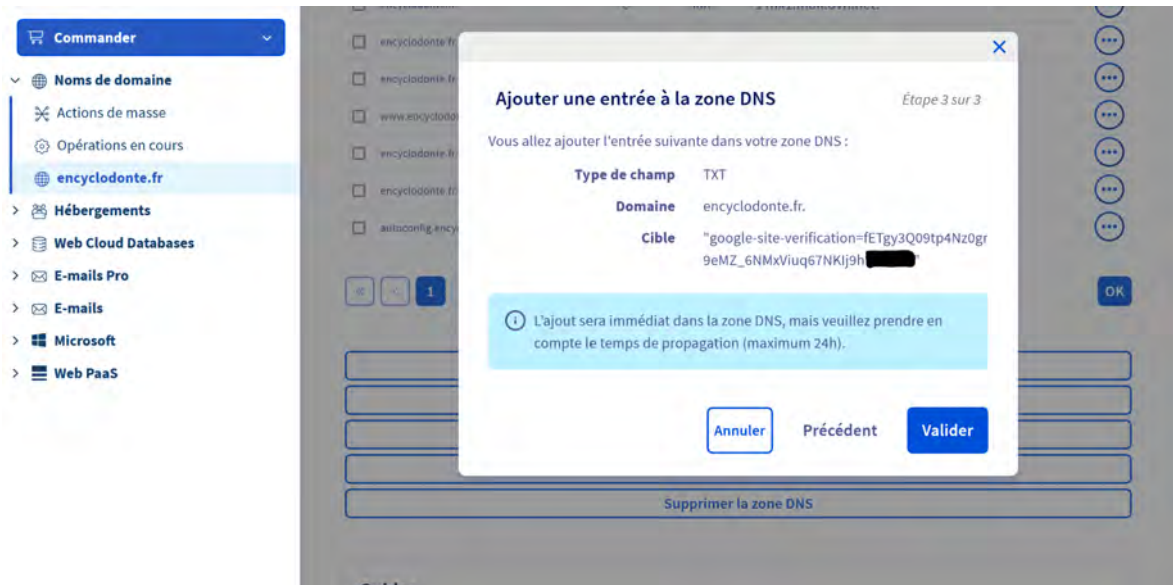 Commander
Noms de domaine
Actions de masse
Opérations en cours
encyclodonte.fr
Hébergements
Web Cloud Databases
E-mails Pro
E-mails
Microsoft
Web PaaS
encyclodonte.fr
encyclodonte.fr
encyclodonte.fr
encyclodonte.fr
« < 1
OK
Ajouter une entrée à la zone DNS
Étape 3 sur 3
Vous allez ajouter l'entrée suivante dans votre zone DNS :
Type de champ TXT
Domaine encyclodonte.fr.
Cible "google-site-verification=fETgy3Q09tp4Nz0gr
9eMZ_6NMxViuq67NKIj9h "
L'ajout sera immédiat dans la zone DNS, mais veuillez prendre en
compte le temps de propagation (maximum 24h).
Annuler Précédent Valider
Supprimer la zone DNS